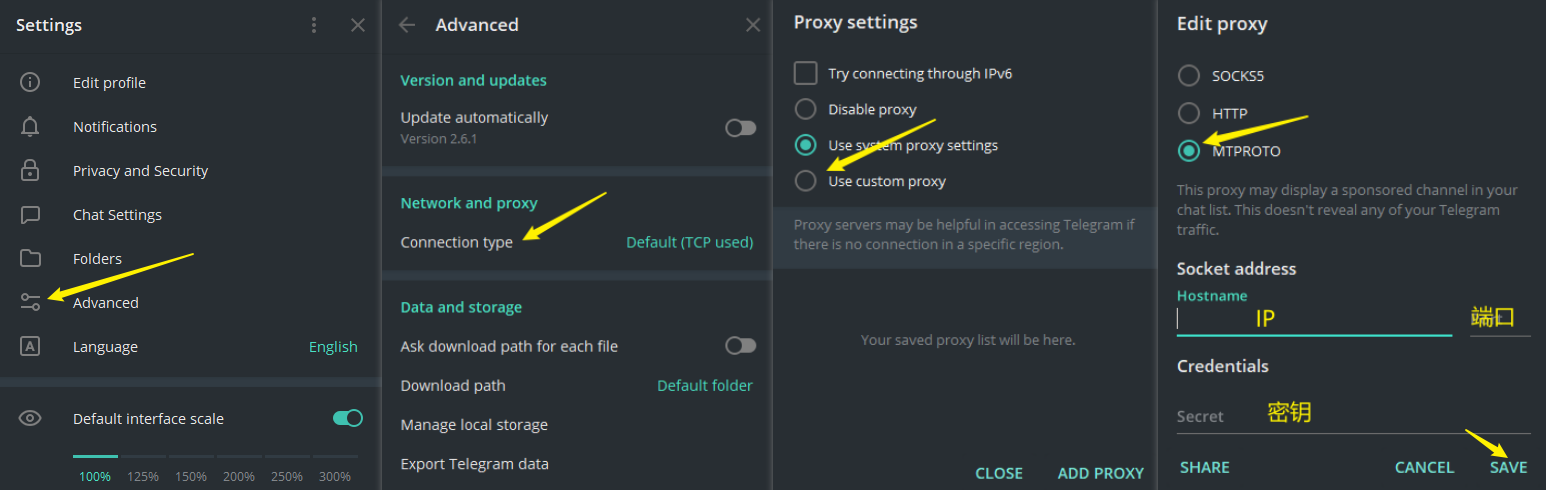 Settings
Edit profile
Notifications
Privacy and Security
Chat Settings
Folders
Advanced
Language English
Default interface scale
100% 125% 150% 200% 250% 300%
Advanced
Version and updates
Update automatically
Version 2.6.1
Network and proxy
Connection type Default (TCP used)
Data and storage
Ask download path for each file
Download path Default folder
Manage local storage
Export Telegram data
Proxy settings
Try connecting through IPv6
Disable proxy
Use system proxy settings
Use custom proxy
Proxy servers may be helpful in accessing Telegram if
there is no connection in a specific region.
Your saved proxy list will be here.
CLOSE ADD PROXY
Edit proxy
SOCKS5
HTTP
MTPROTO
This proxy may display a sponsored channel in your
chat list. This doesn't reveal any of your Telegram
traffic.
Socket address
Hostname
IP 端口
Credentials
Secret 密钥
SHARE CANCEL SAVE